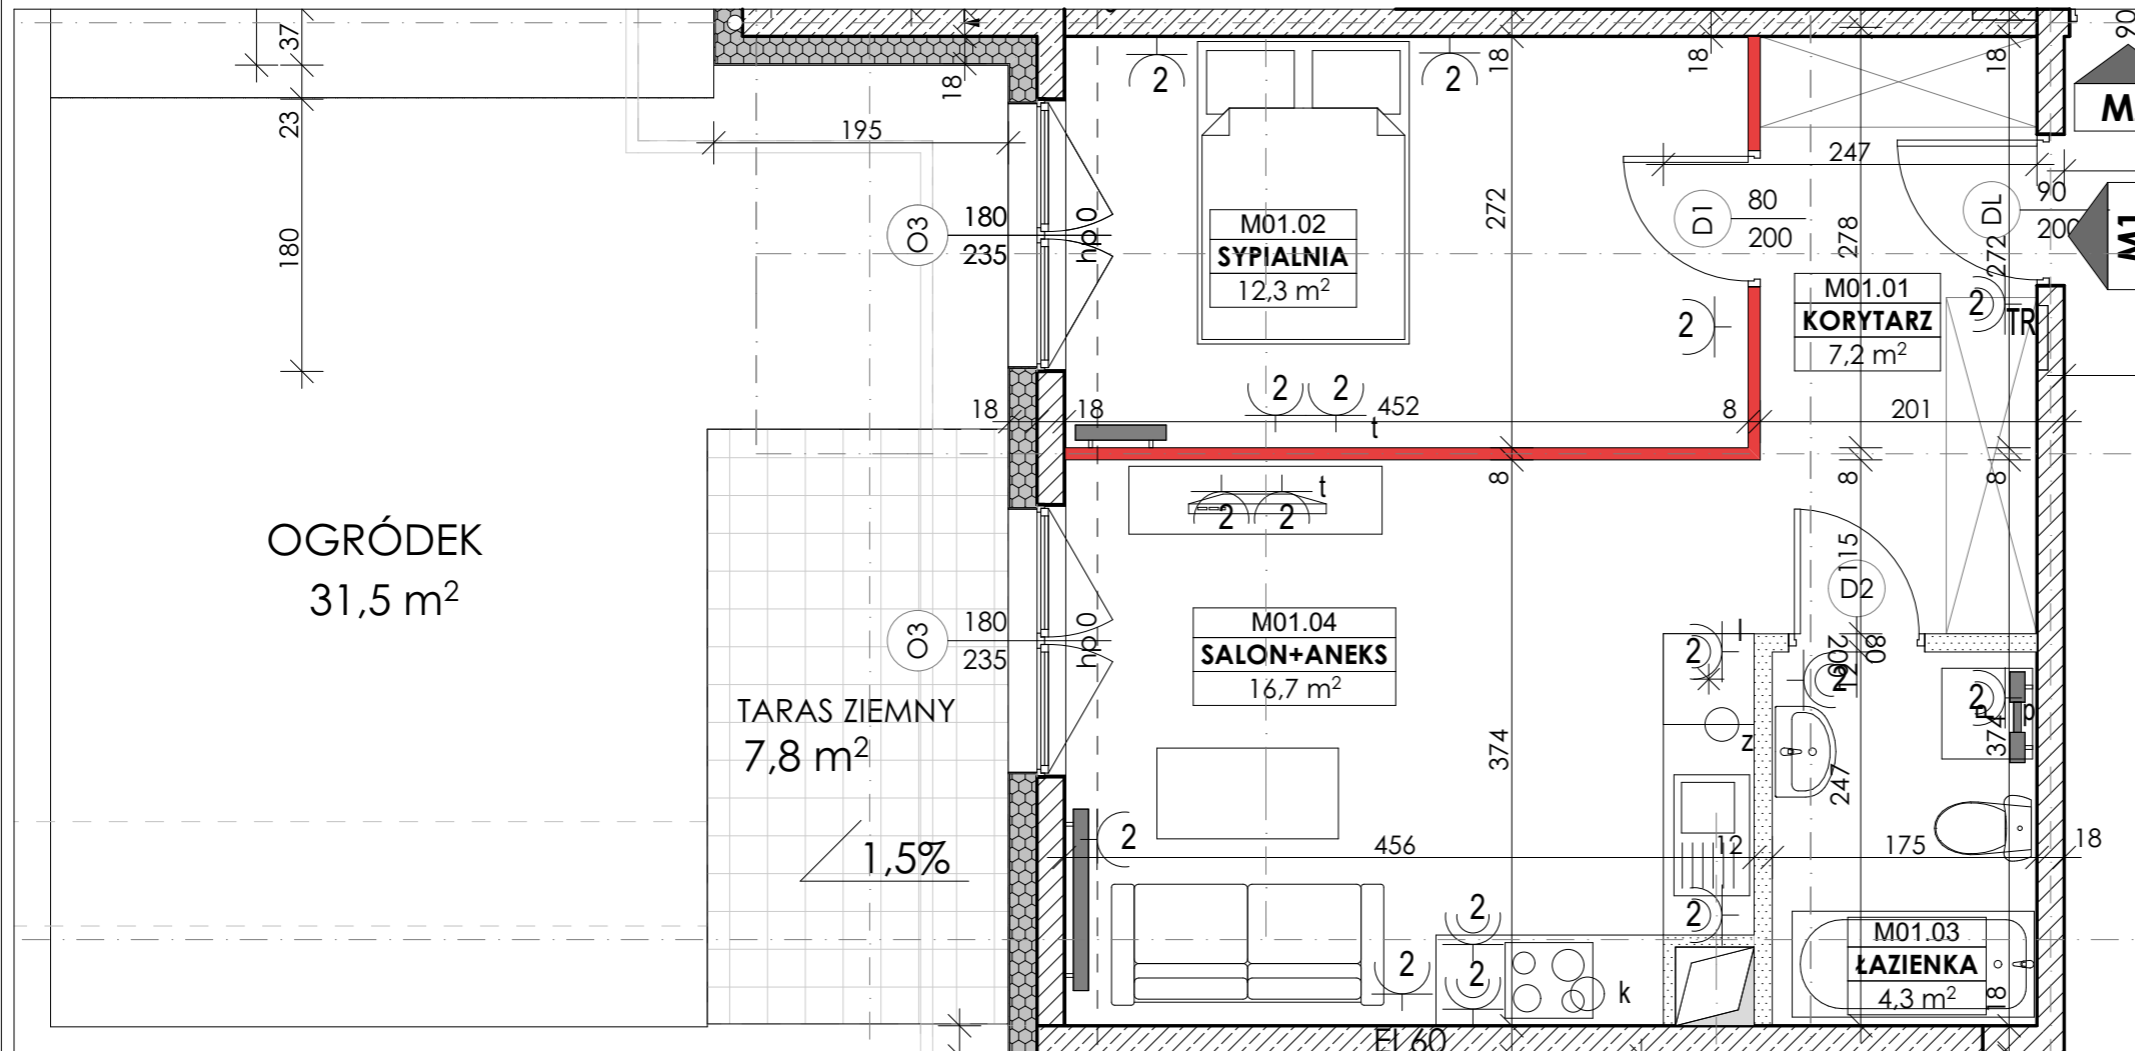 37
23
180
18
195
O3
180
235
hp 0
2
2
18
18
18
90
M
M01.02
SYPIALNIA
12,3 m²
272
247
D1
80
200
278
DL
90
200
272
M1
M01.01
KORYTARZ
7,2 m²
2
2
TR
18
18
2
2
452
t
8
201
8
8
8
t
2
2
OGRÓDEK
31,5 m²
O3
180
235
hp 0
M01.04
SALON+ANEKS
16,7 m²
115
D2
80
200
2
l
2
2
p
374
TARAS ZIEMNY
7,8 m²
374
z
247
1,5%
2
456
12
175
18
2
2
2
2
k
M01.03
ŁAZIENKA
4,3 m²
18
EI 60